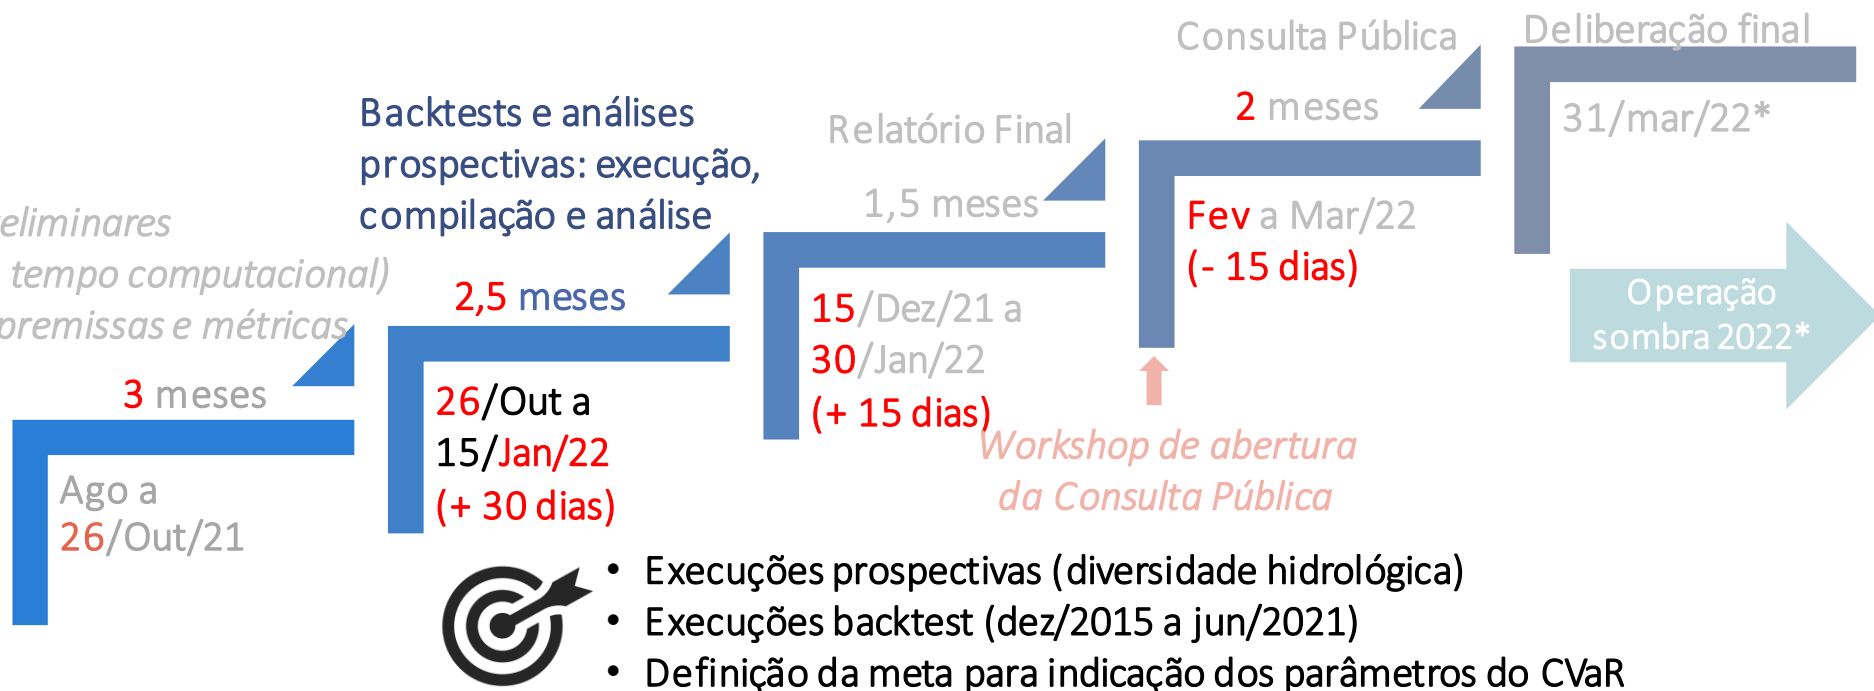 eliminares
tempo computacional)
premissas e métricas
3 meses
Ago a
26/Out/21
Backtests e análises
prospectivas: execução,
compilação e análise
2,5 meses
26/Out a
15/Jan/22
(+ 30 dias)
Relatório Final
1,5 meses
15/Dez/21 a
30/Jan/22
(+ 15 dias)
Consulta Pública
2 meses
Fev a Mar/22
(- 15 dias)
Workshop de abertura
da Consulta Pública
Deliberação final
31/mar/22*
Operação
sombra 2022*
• Execuções prospectivas (diversidade hidrológica)
• Execuções backtest (dez/2015 a jun/2021)
• Definição da meta para indicação dos parâmetros do CVaR